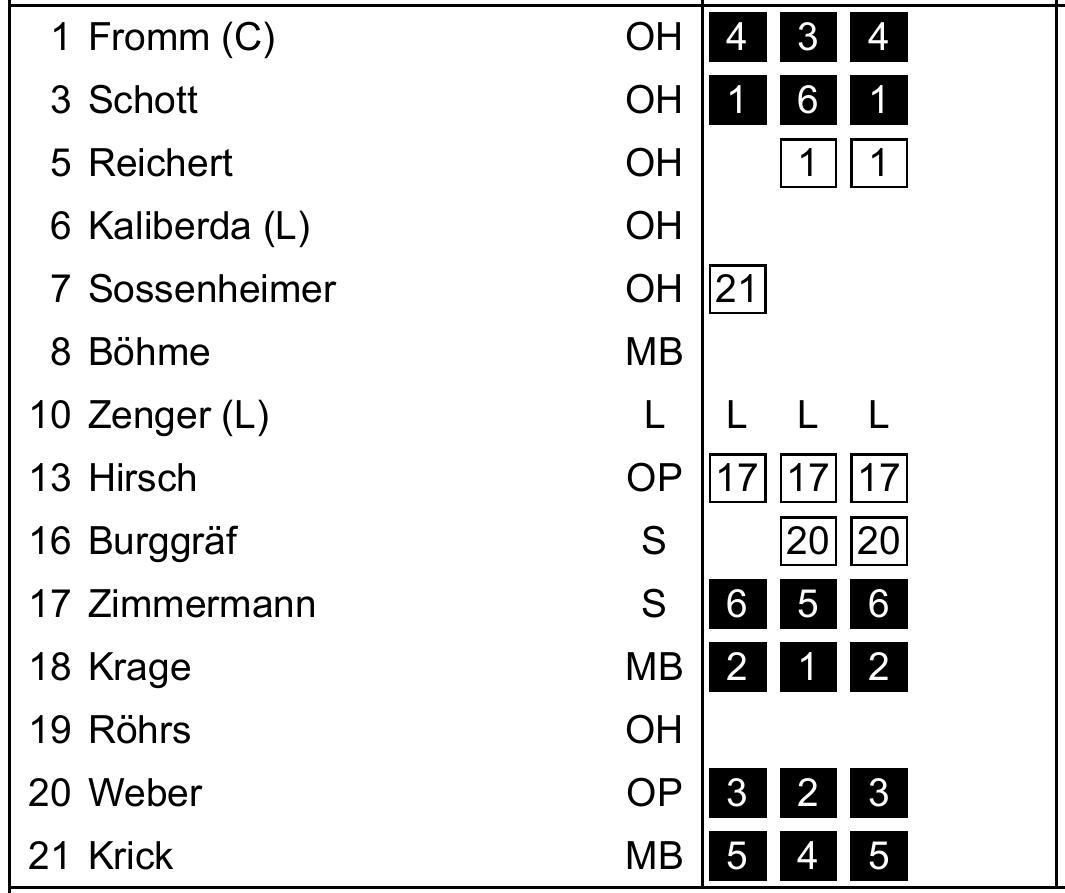 1 Fromm (C) OH 4 3 4
3 Schott OH 1 6 1
5 Reichert OH 1 1
6 Kaliberda (L) OH
7 Sossenheimer OH 21
8 Böhme MB
10 Zenger (L) L L L L
13 Hirsch OP 17 17 17
16 Burggräf S 20 20
17 Zimmermann S 6 5 6
18 Krage MB 2 1 2
19 Röhrs OH
20 Weber OP 3 2 3
21 Krick MB 5 4 5